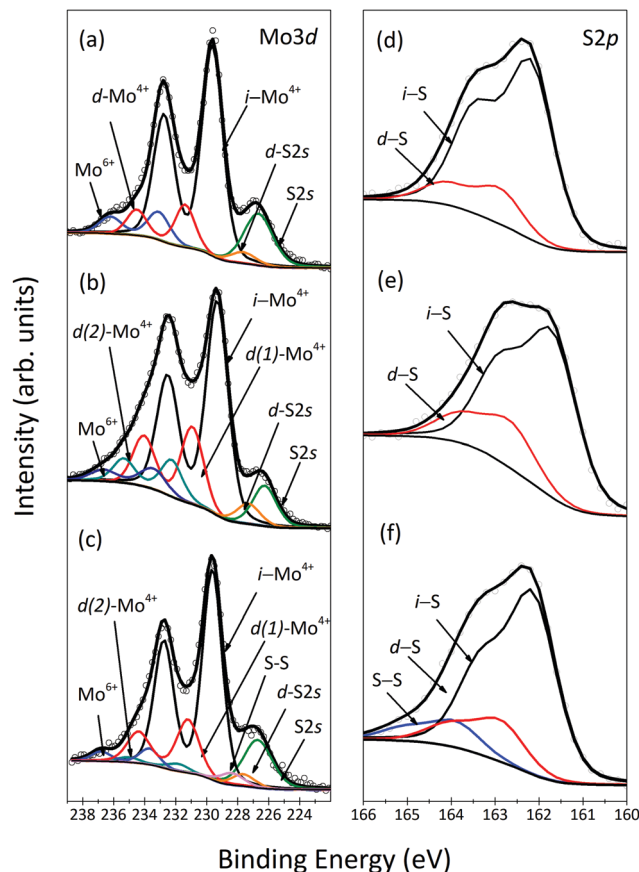 (a) Mo3d
d-Mo⁴⁺
i–Mo⁴⁺
d-S2s
Mo⁶⁺
S2s
(b)
i–Mo⁴⁺
d(2)-Mo⁴⁺
d(1)-Mo⁴⁺
d-S2s
Mo⁶⁺
S2s
(c)
i–Mo⁴⁺
d(2)-Mo⁴⁺
d(1)-Mo⁴⁺
S-S
Mo⁶⁺
d-S2s
S2s
238 236 234 232 230 228 226 224
(d) S2p
i–S
d–S
(e)
i–S
d–S
(f)
i–S
d–S
S–S
166 165 164 163 162 161 160
Intensity (arb. units)
Binding Energy (eV)